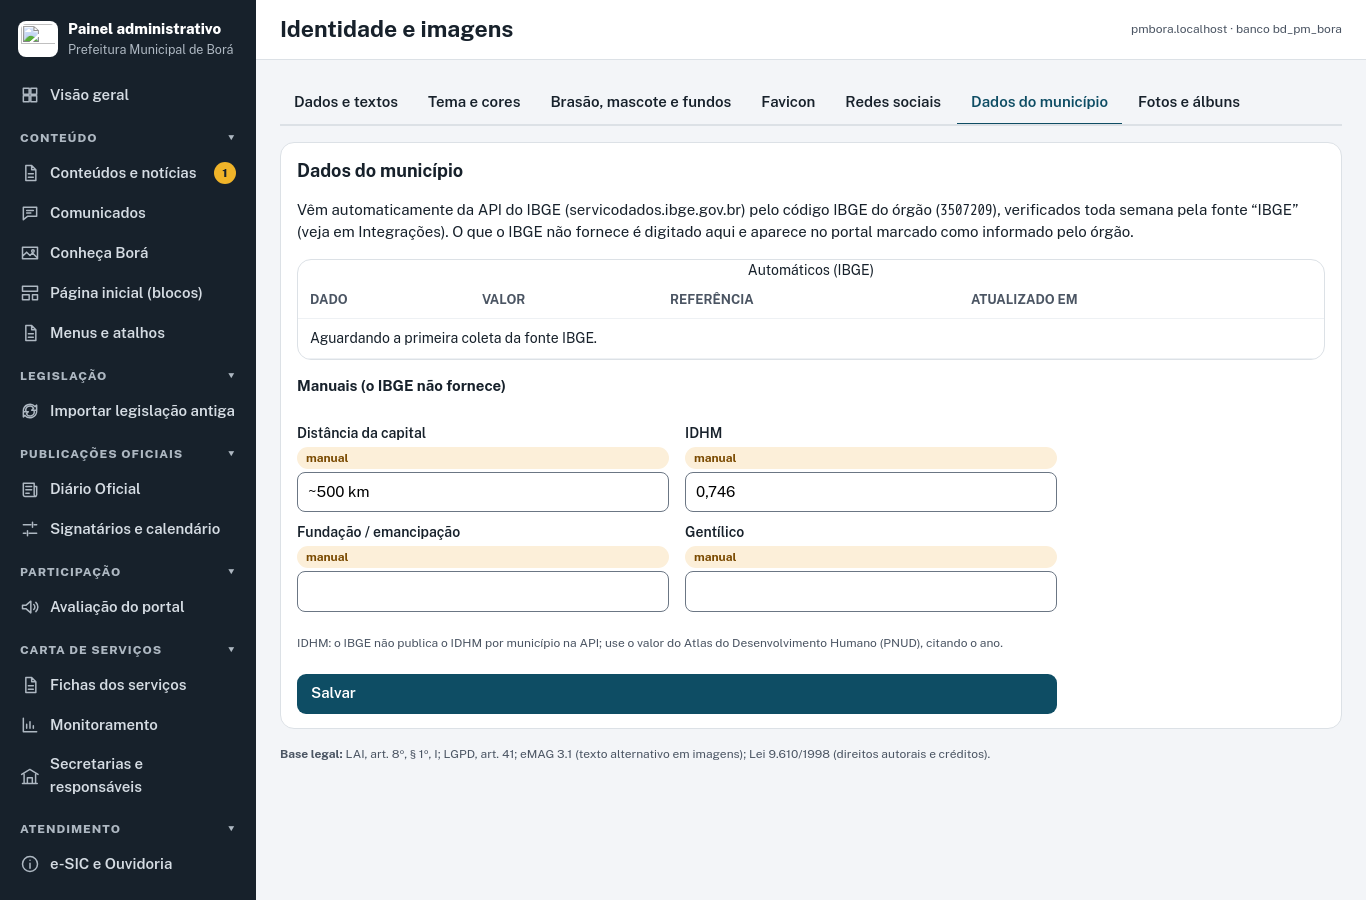 Painel administrativo
Prefeitura Municipal de Borá
Visão geral
CONTEÚDO
Conteúdos e notícias 1
Comunicados
Conheça Borá
Página inicial (blocos)
Menus e atalhos
LEGISLAÇÃO
Importar legislação antiga
PUBLICAÇÕES OFICIAIS
Diário Oficial
Signatários e calendário
PARTICIPAÇÃO
Avaliação do portal
CARTA DE SERVIÇOS
Fichas dos serviços
Monitoramento
Secretarias e
responsáveis
ATENDIMENTO
e-SIC e Ouvidoria
Identidade e imagens
pmbora.localhost · banco bd_pm_bora
Dados e textos Tema e cores Brasão, mascote e fundos Favicon Redes sociais Dados do município Fotos e álbuns
Dados do município
Vêm automaticamente da API do IBGE (servicodados.ibge.gov.br) pelo código IBGE do órgão (3507209), verificados toda semana pela fonte “IBGE”
(veja em Integrações). O que o IBGE não fornece é digitado aqui e aparece no portal marcado como informado pelo órgão.
Automáticos (IBGE)
DADO VALOR REFERÊNCIA ATUALIZADO EM
Aguardando a primeira coleta da fonte IBGE.
Manuais (o IBGE não fornece)
Distância da capital IDHM
manual manual
~500 km 0,746
Fundação / emancipação Gentílico
manual manual
IDHM: o IBGE não publica o IDHM por município na API; use o valor do Atlas do Desenvolvimento Humano (PNUD), citando o ano.
Salvar
Base legal: LAI, art. 8º, § 1º, I; LGPD, art. 41; eMAG 3.1 (texto alternativo em imagens); Lei 9.610/1998 (direitos autorais e créditos).